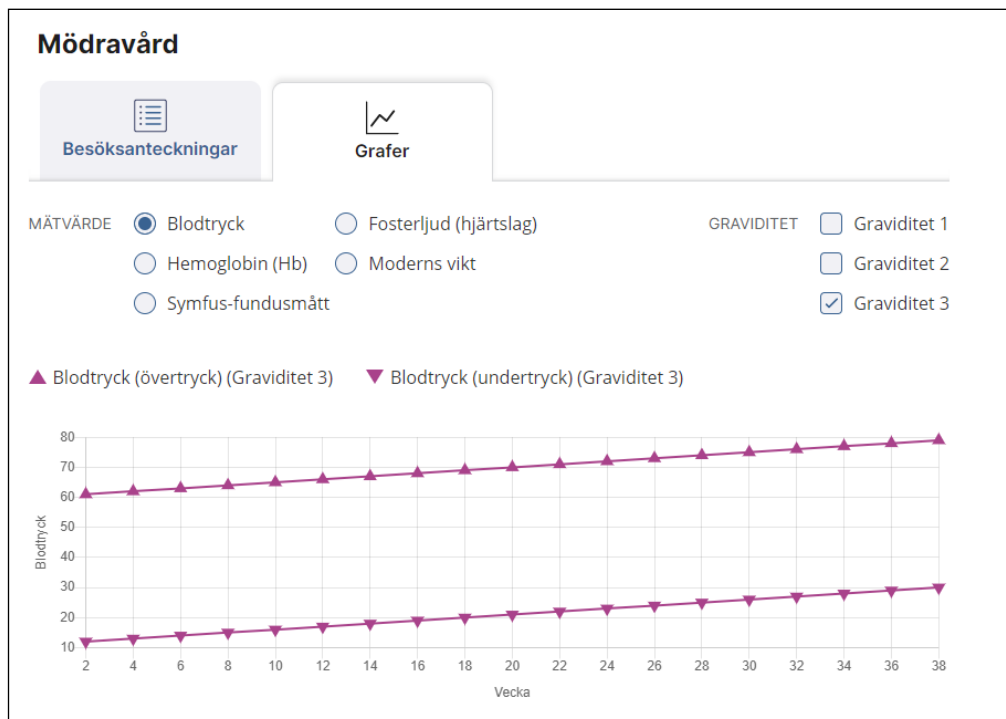 Mödravård
Besöksanteckningar
Grafer
MÄTVÄRDE Blodtryck Fosterljud (hjärtslag) GRAVIDITET Graviditet 1
Hemoglobin (Hb) Moderns vikt Graviditet 2
Symfus-fundusmått Graviditet 3
Blodtryck (övertryck) (Graviditet 3) Blodtryck (undertryck) (Graviditet 3)
80
70
60
50
40
30
20
10
Blodtryck
2 4 6 8 10 12 14 16 18 20 22 24 26 28 30 32 34 36 38
Vecka